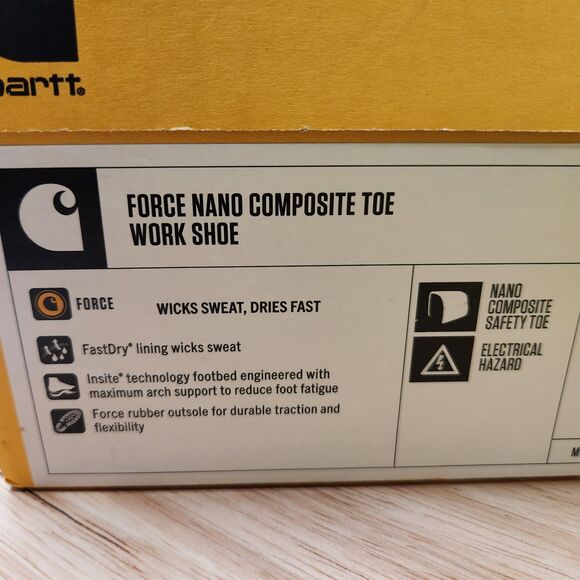 hartt®
FORCE NANO COMPOSITE TOE
WORK SHOE
FORCE WICKS SWEAT, DRIES FAST
FastDry® lining wicks sweat
Insite® technology footbed engineered with
maximum arch support to reduce foot fatigue
Force rubber outsole for durable traction and
flexibility
NANO
COMPOSITE
SAFETY TOE
ELECTRICAL
HAZARD